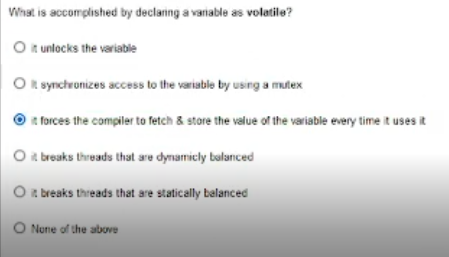 What is accomplished by declaring a variable as volatile?
it unlocks the variable
it synchronizes access to the variable by using a mutex
it forces the compiler to fetch & store the value of the variable every time it uses it
it breaks threads that are dynamicly balanced
it breaks threads that are statically balanced
None of the above